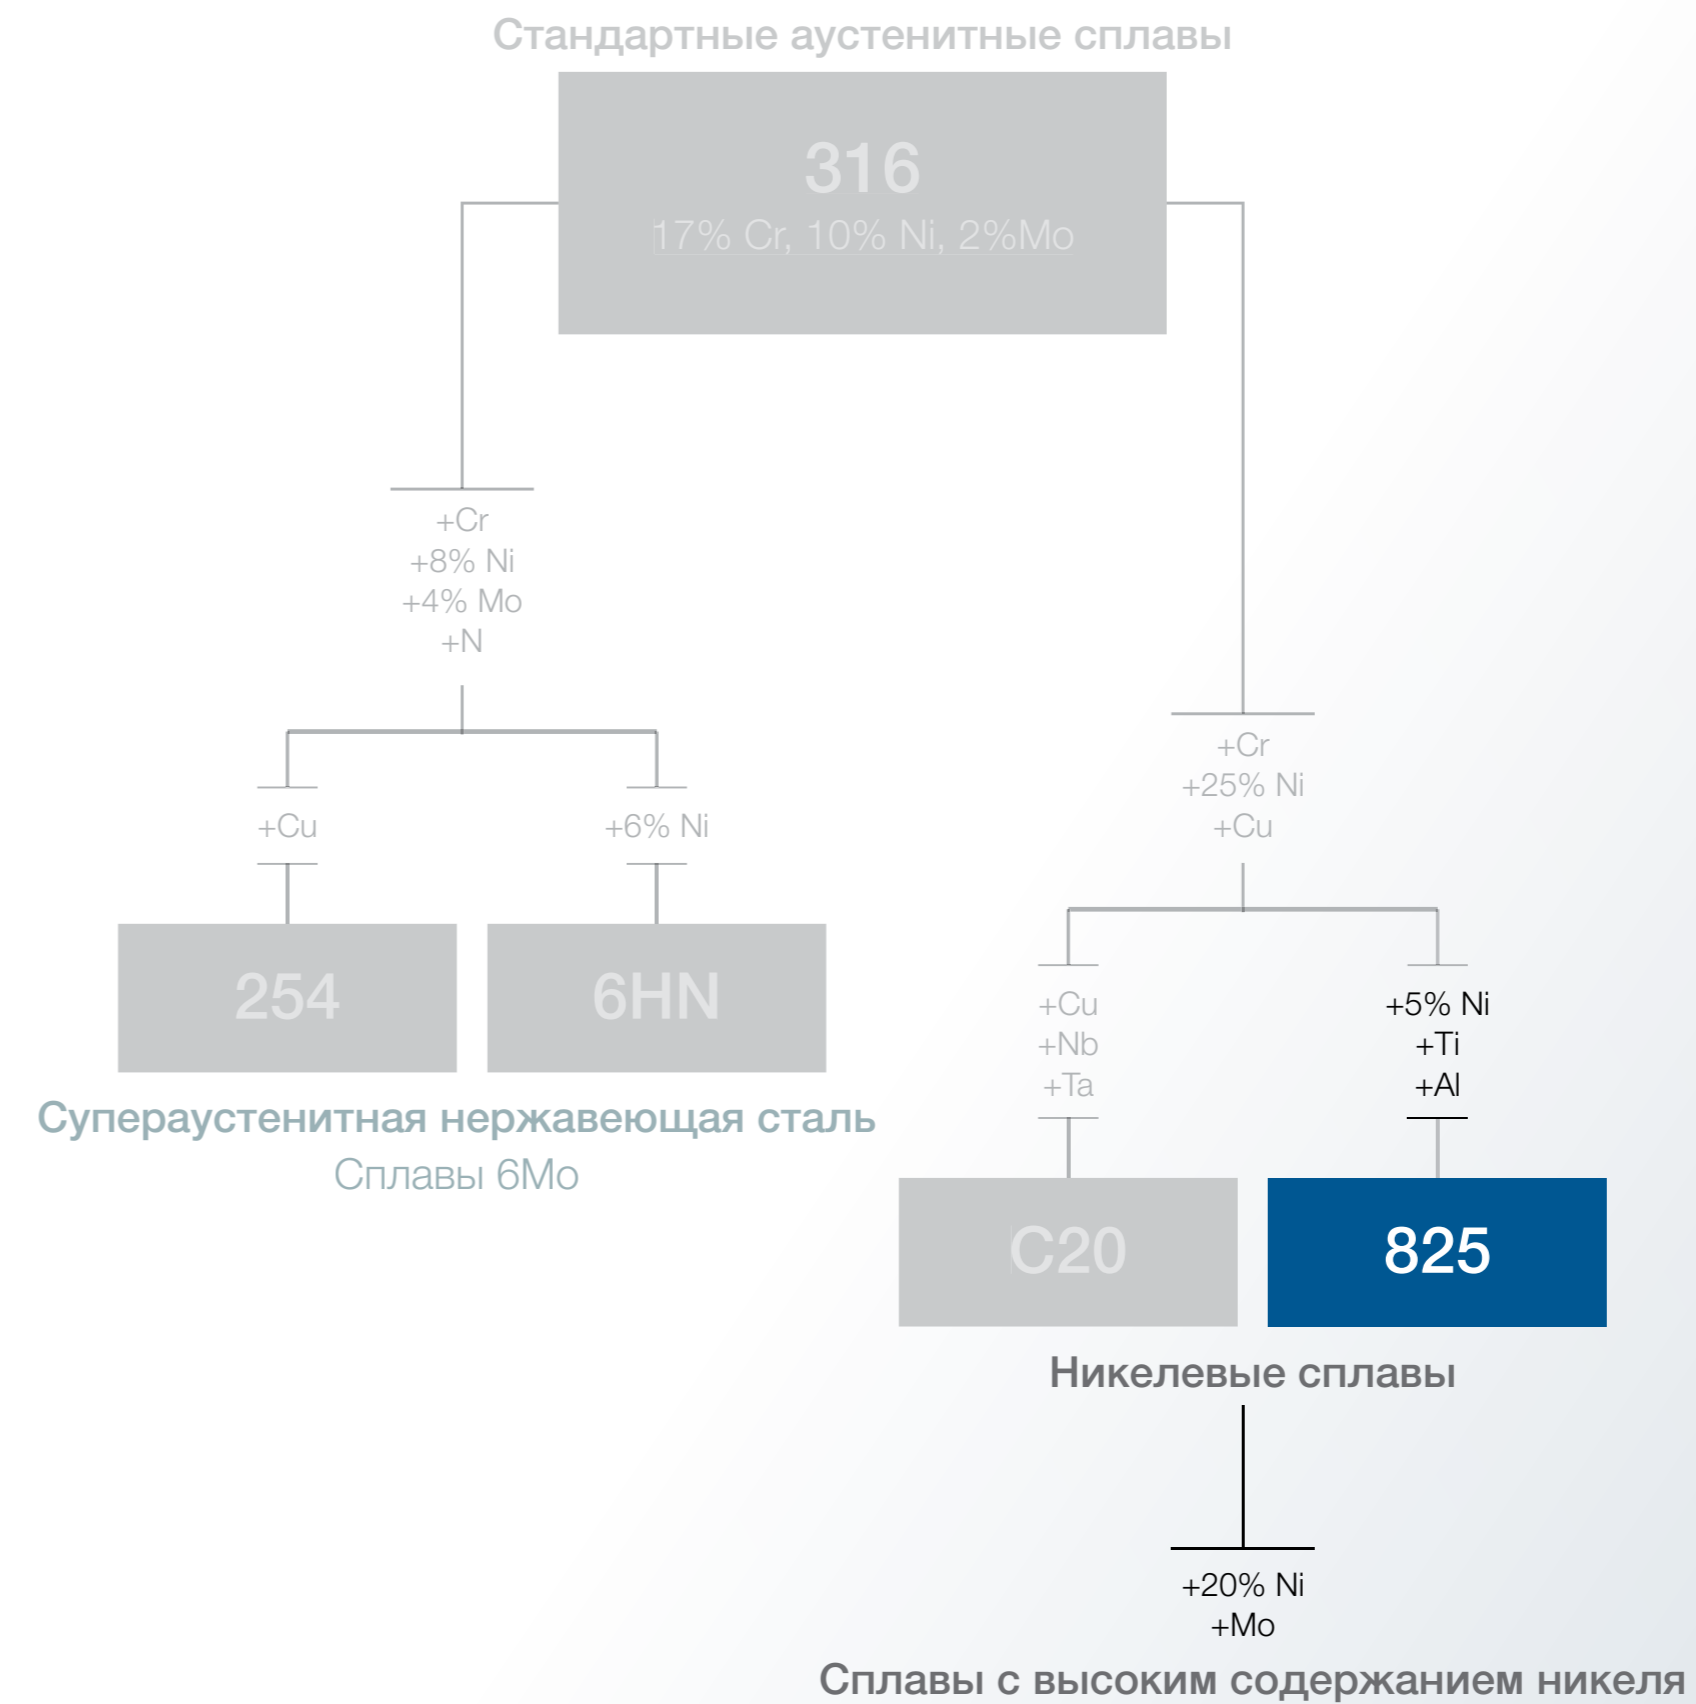 Стандартные аустенитные сплавы
316
17% Cr, 10% Ni, 2%Mo
+Cr
+8% Ni
+4% Mo
+N
+Cu
+6% Ni
254
6HN
Супераустенитная нержавеющая сталь
Сплавы 6Mo
+Cr
+25% Ni
+Cu
+Cu
+Nb
+Ta
+5% Ni
+Ti
+Al
C20
825
Никелевые сплавы
+20% Ni
+Mo
Сплавы с высоким содержанием никеля